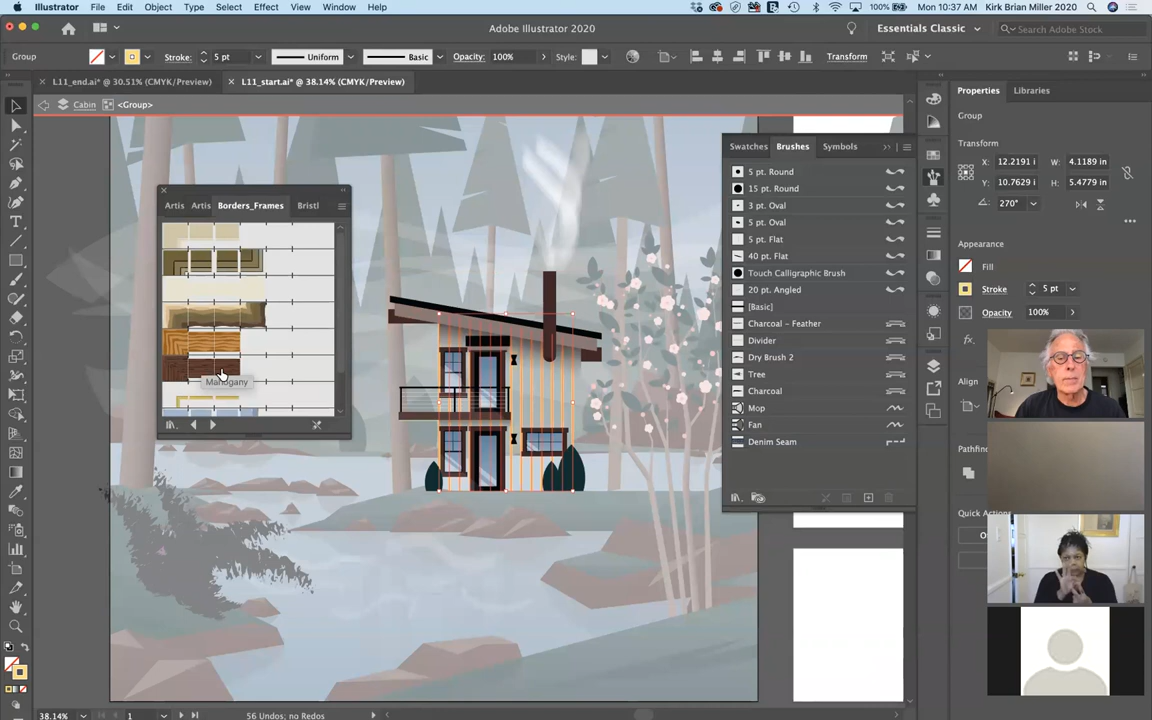 Illustrator File Edit Object Type Select Effect View Window Help
100% Mon 10:37 AM Kirk Brian Miller 2020
Adobe Illustrator 2020
Essentials Classic
Search Adobe Stock
Group
Stroke:
5 pt
Uniform
Basic
Opacity:
100%
Style:
Transform
L11_end.ai* @ 30.51% (CMYK/Preview)
L11_start.ai* @ 38.14% (CMYK/Preview)
Properties
Libraries
Cabin
<Group>
Group
Transform
X: 12.2191 i
W: 4.1189 in
Y: 10.7629 i
H: 5.4779 in
270°
Appearance
Fill
Stroke
5 pt
Opacity
100%
Align
Pathfin
Quick Actions
O
Artis Artis Borders_Frames Bristl
Mahogany
Swatches Brushes Symbols
5 pt. Round
15 pt. Round
3 pt. Oval
5 pt. Oval
5 pt. Flat
40 pt. Flat
Touch Calligraphic Brush
20 pt. Angled
[Basic]
Charcoal - Feather
Divider
Dry Brush 2
Tree
Charcoal
Mop
Fan
Denim Seam
38.14%
1
56 Undos; no Redos